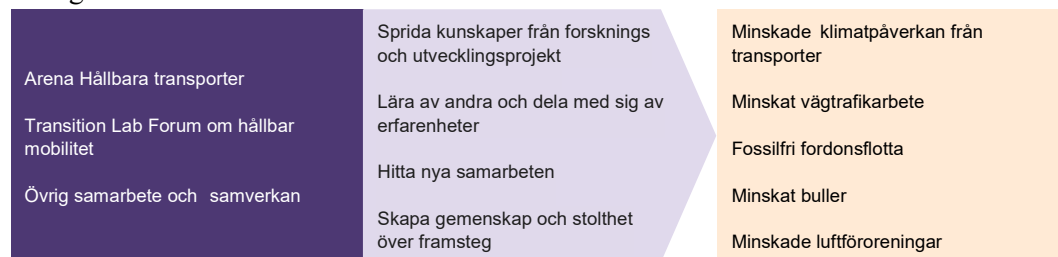 Arena Hållbara transporter
Transition Lab Forum om hållbar
mobilitet
Övrig samarbete och samverkan
Sprida kunskaper från forsknings
och utvecklingsprojekt
Lära av andra och dela med sig av
erfarenheter
Hitta nya samarbeten
Skapa gemenskap och stolthet
över framsteg
Minskade klimatpåverkan från
transporter
Minskat vägtrafikarbete
Fossilfri fordonsflotta
Minskat buller
Minskade luftföroreningar